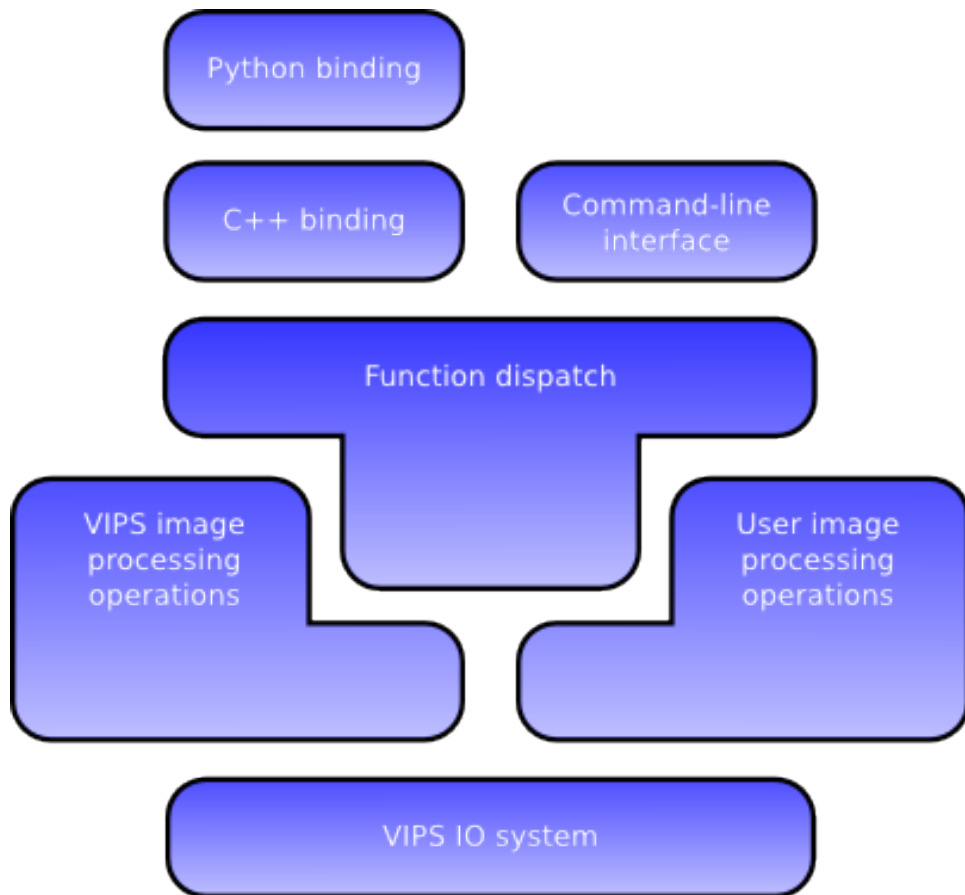 Python binding
C++ binding
Command-line
interface
Function dispatch
VIPS image
processing
operations
User image
processing
operations
VIPS IO system